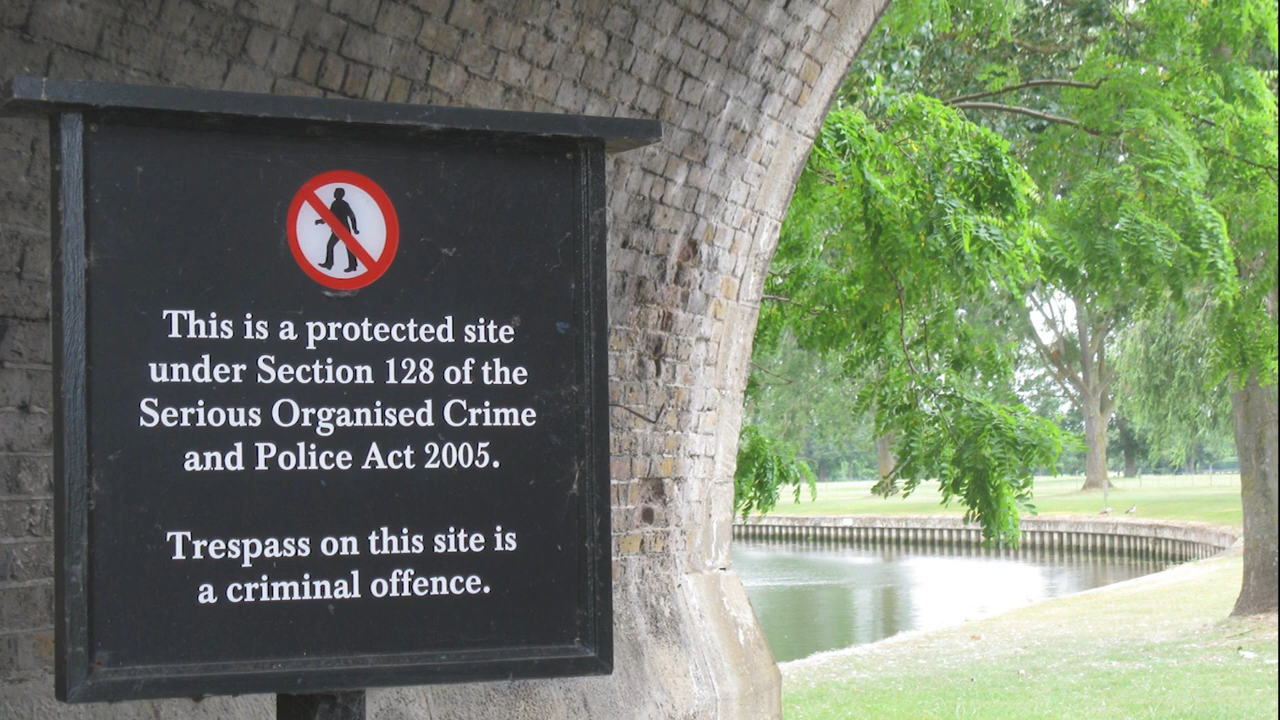 This is a protected site
under Section 128 of the
Serious Organised Crime
and Police Act 2005.
Trespass on this site is
a criminal offence.